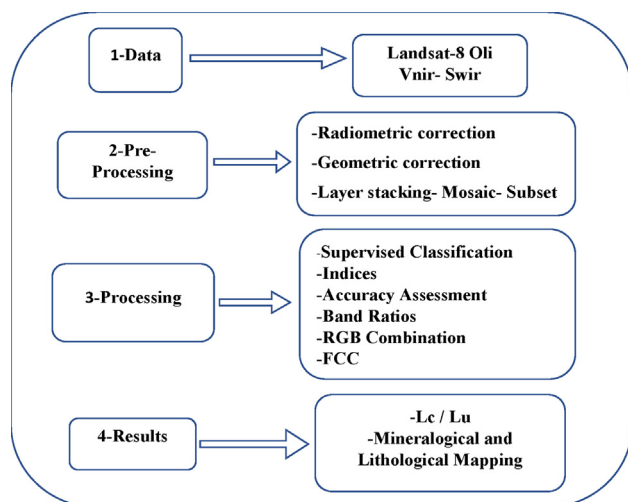 1-Data
Landsat-8 Oli
Vnir- Swir
2-Pre-
Processing
-Radiometric correction
-Geometric correction
-Layer stacking- Mosaic- Subset
3-Processing
-Supervised Classification
-Indices
-Accuracy Assessment
-Band Ratios
-RGB Combination
-FCC
4-Results
-Lc / Lu
-Mineralogical and
Lithological Mapping